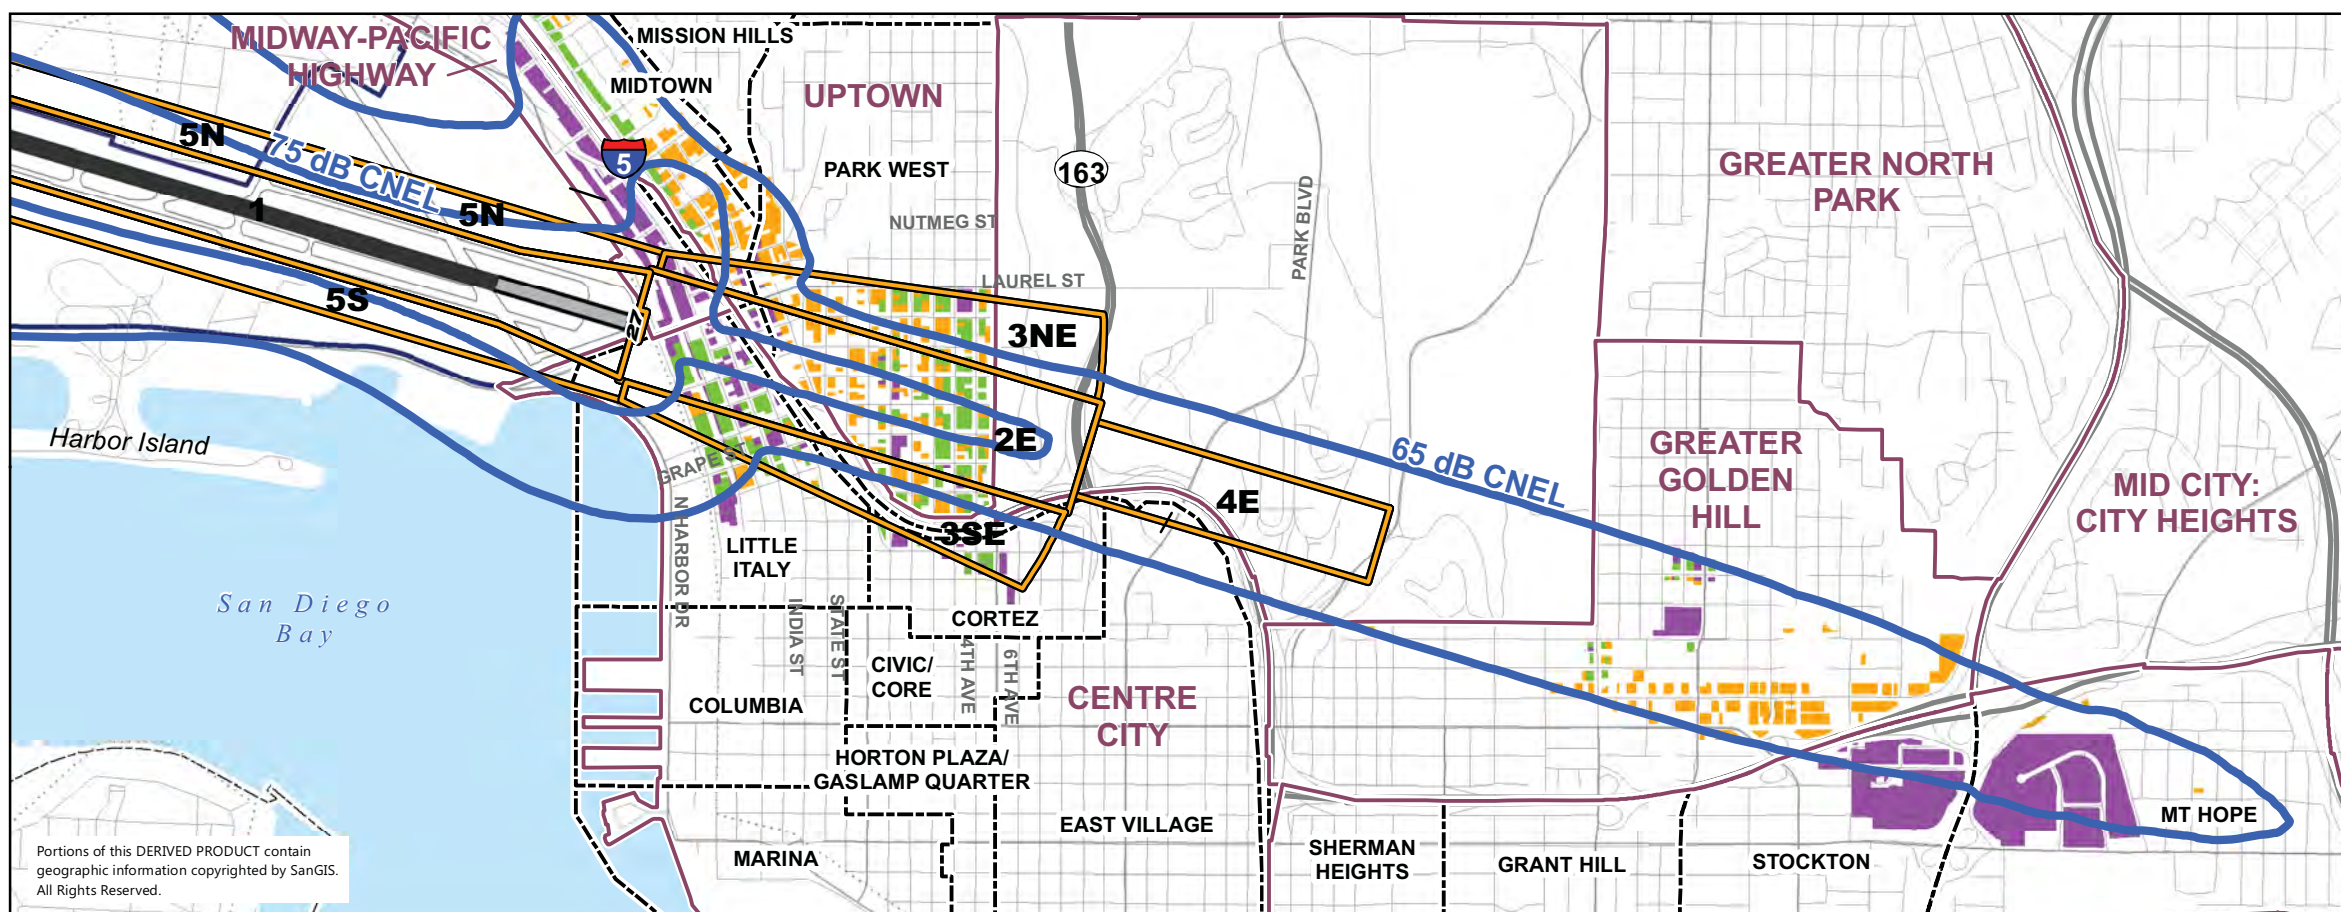 MIDWAY-PACIFIC
HIGHWAY
MISSION HILLS
MIDTOWN
UPTOWN
PARK WEST
NUTMEG ST
LAUREL ST
163
PARK BLVD
GREATER NORTH
PARK
5N
75 dB CNEL
5N
5
1
27
5S
3NE
2E
4E
3SE
65 dB CNEL
GREATER
GOLDEN
HILL
MID CITY:
CITY HEIGHTS
Harbor Island
San Diego
Bay
GRAPE ST
N HARBOR DR
LITTLE
ITALY
INDIA ST
STATE ST
CORTEZ
4TH AVE
6TH AVE
CIVIC/
CORE
COLUMBIA
CENTRE
CITY
HORTON PLAZA/
GASLAMP QUARTER
EAST VILLAGE
MARINA
SHERMAN
HEIGHTS
GRANT HILL
STOCKTON
MT HOPE
Portions of this DERIVED PRODUCT contain
geographic information copyrighted by SanGIS.
All Rights Reserved.